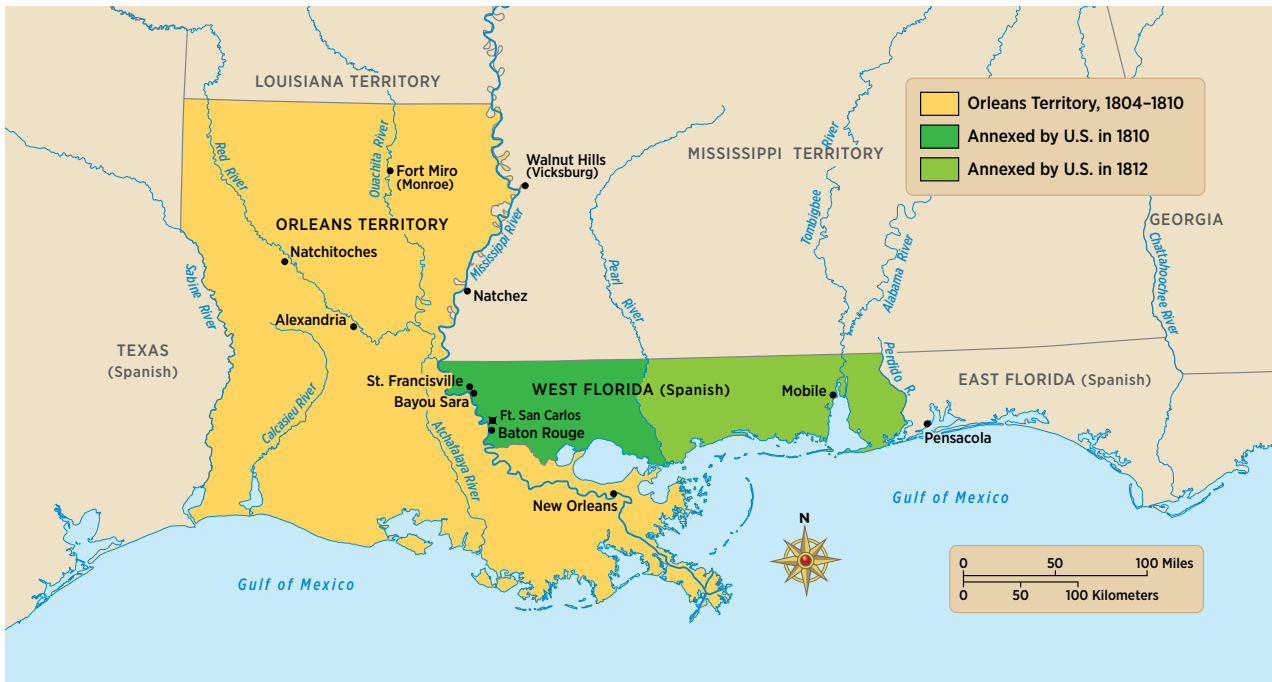 LOUISIANA TERRITORY
Orleans Territory, 1804–1810
Annexed by U.S. in 1810
Annexed by U.S. in 1812
Red River
Ouachita River
Fort Miro
(Monroe)
Walnut Hills
(Vicksburg)
MISSISSIPPI TERRITORY
Tombigbee River
GEORGIA
ORLEANS TERRITORY
Mississippi River
Natchitoches
Sabine River
Natchez
Pearl River
Alabama River
Chattahoochee River
Alexandria
TEXAS
(Spanish)
Perdido R.
St. Francisville
Bayou Sara
WEST FLORIDA (Spanish)
Mobile
EAST FLORIDA (Spanish)
Calcasieu River
Ft. San Carlos
Baton Rouge
Atchafalaya River
Pensacola
New Orleans
Gulf of Mexico
N
Gulf of Mexico
0 50 100 Miles
0 50 100 Kilometers